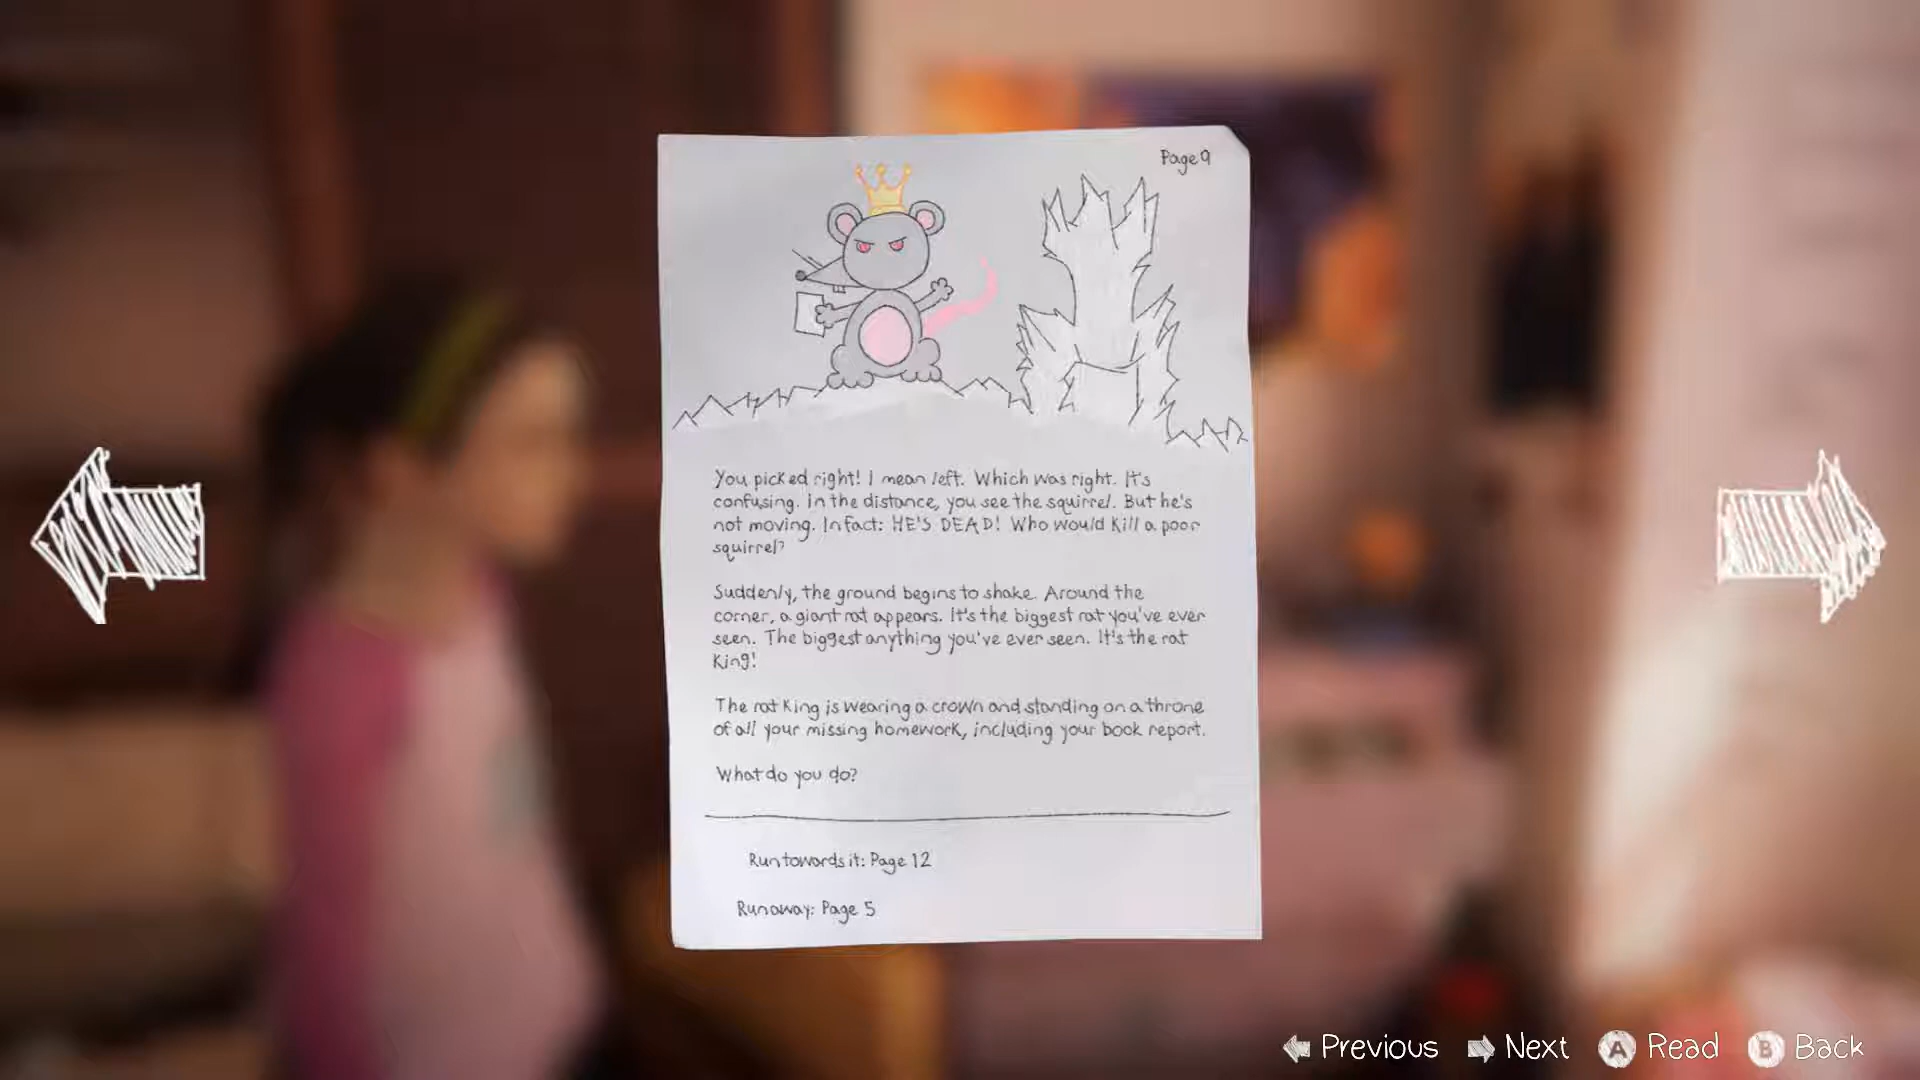 Page 9
You picked right! I mean left. Which was right. It's
confusing. In the distance, you see the squirrel. But he's
not moving. In fact: HE'S DEAD! Who would kill a poor
squirrel?
Suddenly, the ground begins to shake. Around the
corner, a giant rat appears. It's the biggest rat you've ever
seen. The biggest anything you've ever seen. It's the rat
king!
The rat king is wearing a crown and standing on a throne
of all your missing homework, including your book report.
What do you do?
Run towards it: Page 12
Run away: Page 5
Previous Next A Read B Back